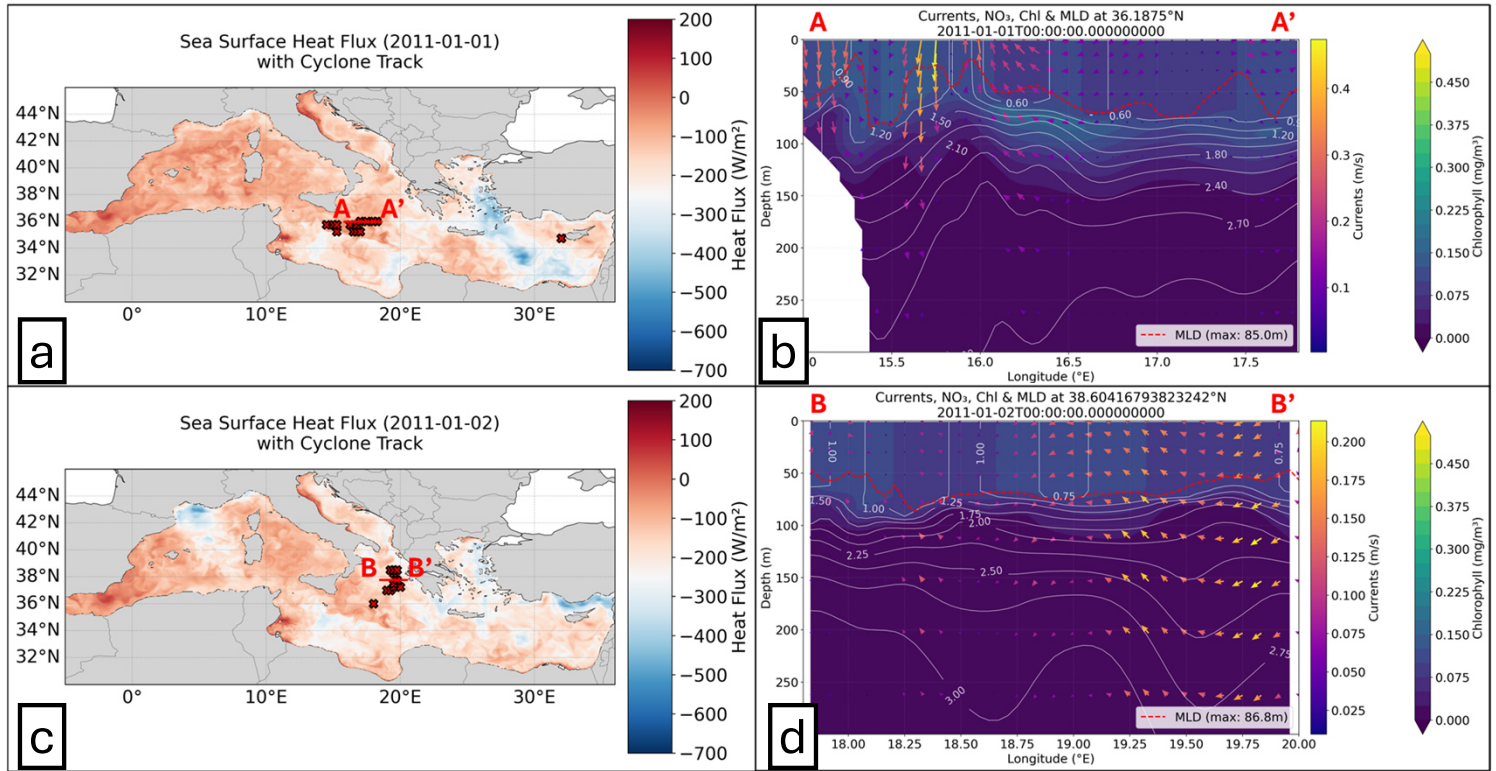 Sea Surface Heat Flux (2011-01-01)
with Cyclone Track
44°N
42°N
40°N
38°N
36°N
34°N
32°N
0°
10°E
20°E
30°E
A
A’
200
100
0
−100
−200
−300
−400
−500
−600
−700
Heat Flux (W/m²)
a
A
Currents, NO₃, Chl & MLD at 36.1875°N
A’
2011-01-01T00:00:00.000000000
0
50
100
150
200
250
Depth (m)
0.90
1.20
1.50
2.10
0.60
0.60
1.20
1.80
2.40
2.70
MLD (max: 85.0m)
15.5
16.0
16.5
17.0
17.5
Longitude (°E)
0.4
0.3
0.2
0.1
Currents (m/s)
0.450
0.375
0.300
0.225
0.150
0.075
0.000
Chlorophyll (mg/m³)
b
Sea Surface Heat Flux (2011-01-02)
with Cyclone Track
44°N
42°N
40°N
38°N
36°N
34°N
32°N
0°
10°E
20°E
30°E
B
B’
200
100
0
−100
−200
−300
−400
−500
−600
−700
Heat Flux (W/m²)
c
B
Currents, NO₃, Chl & MLD at 38.60416793823242°N
B’
2011-01-02T00:00:00.000000000
0
50
100
150
200
250
Depth (m)
1.00
1.00
0.75
1.50
1.00
1.25
0.75
1.75
2.00
2.25
2.50
2.75
3.00
MLD (max: 86.8m)
18.00
18.25
18.50
18.75
19.00
19.25
19.50
19.75
20.00
Longitude (°E)
0.200
0.175
0.150
0.125
0.100
0.075
0.050
0.025
Currents (m/s)
0.450
0.375
0.300
0.225
0.150
0.075
0.000
Chlorophyll (mg/m³)
d